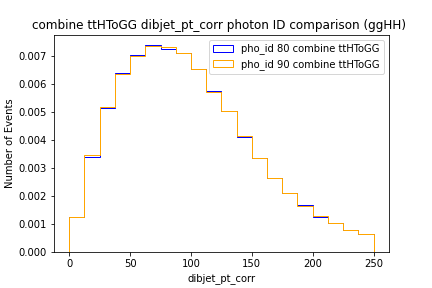 combine ttHToGG dibjet_pt_corr photon ID comparison (ggHH)
pho_id 80 combine ttHToGG
pho_id 90 combine ttHToGG
Number of Events
0.007
0.006
0.005
0.004
0.003
0.002
0.001
0.000
0 50 100 150 200 250
dibjet_pt_corr